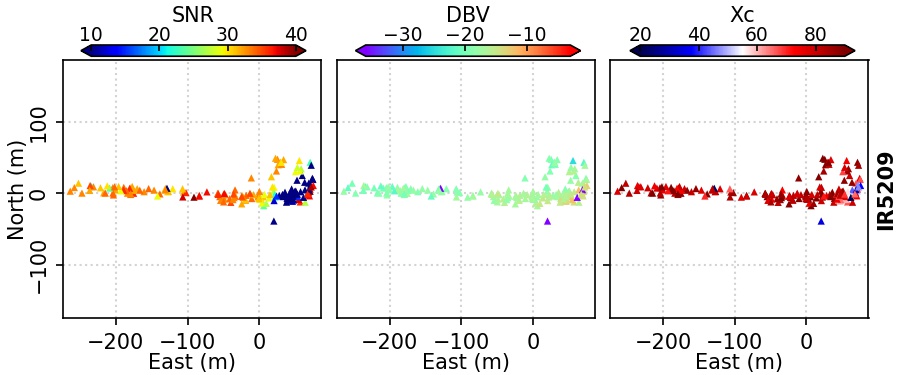 SNR DBV Xc
10 20 30 40 −30 −20 −10 20 40 60 80
100
0
−100
North (m)
IR5209
−200 −100 0 −200 −100 0 −200 −100 0
East (m) East (m) East (m)